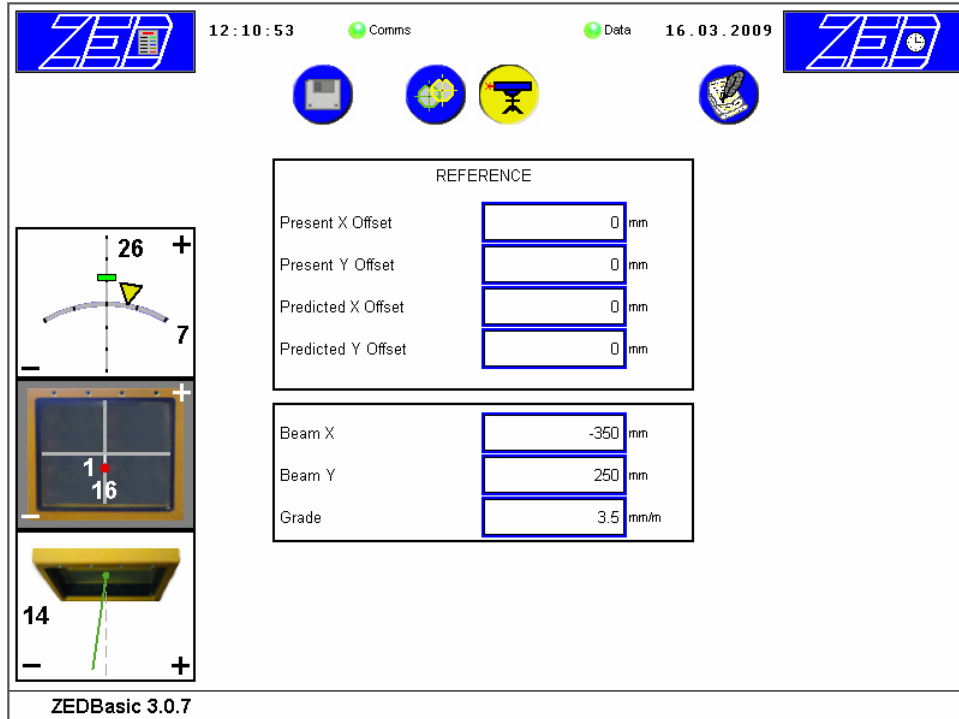 ZED 12:10:53 Comms Data 16.03.2009 ZED
REFERENCE
Present X Offset 0 mm
Present Y Offset 0 mm
Predicted X Offset 0 mm
Predicted Y Offset 0 mm
Beam X -350 mm
Beam Y 250 mm
Grade 3.5 mm/m
26 +
7
–
+
1
16
–
14
– +
ZEDBasic 3.0.7